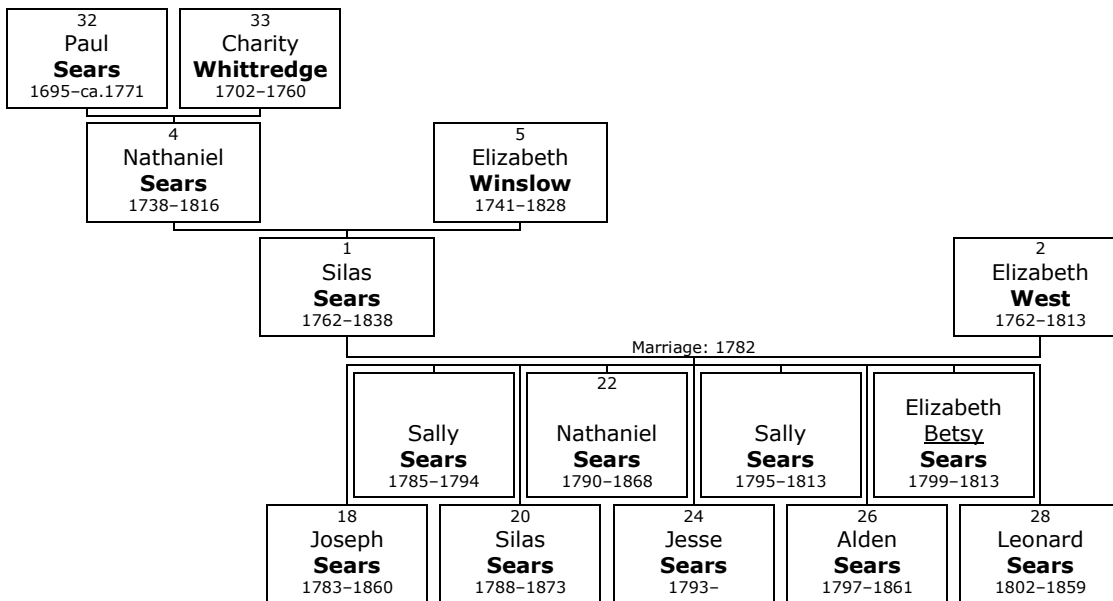 32
Paul
Sears
1695–ca.1771
33
Charity
Whittredge
1702–1760
4
Nathaniel
Sears
1738–1816
5
Elizabeth
Winslow
1741–1828
1
Silas
Sears
1762–1838
2
Elizabeth
West
1762–1813
Marriage: 1782
Sally
Sears
1785–1794
22
Nathaniel
Sears
1790–1868
Sally
Sears
1795–1813
Elizabeth
Betsy
Sears
1799–1813
18
Joseph
Sears
1783–1860
20
Silas
Sears
1788–1873
24
Jesse
Sears
1793–
26
Alden
Sears
1797–1861
28
Leonard
Sears
1802–1859